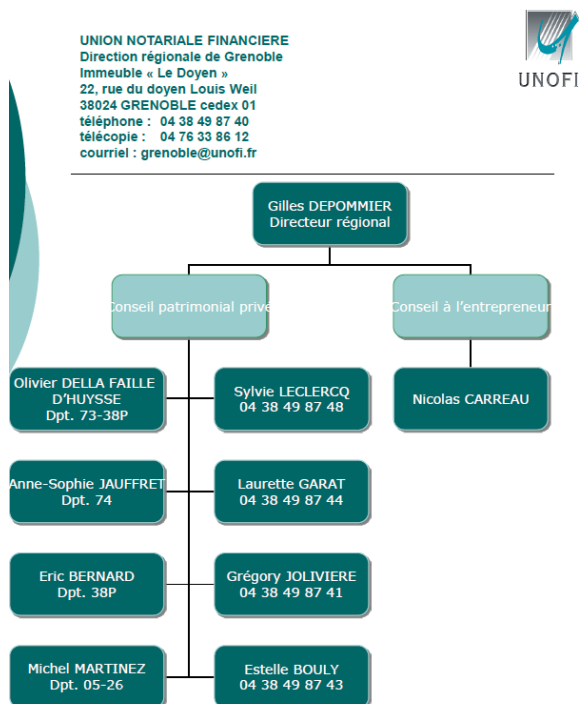 UNION NOTARIALE FINANCIERE
Direction régionale de Grenoble
Immeuble « Le Doyen »
22, rue du doyen Louis Weil
38024 GRENOBLE cedex 01
téléphone : 04 38 49 87 40
télécopie : 04 76 33 86 12
courriel : grenoble@unofi.fr
UNOFI
Gilles DEPOMMIER
Directeur régional
Conseil patrimonial privé
Conseil à l'entrepreneur
Olivier DELLA FAILLE
D'HUYSSE
Dpt. 73-38P
Sylvie LECLERCQ
04 38 49 87 48
Nicolas CARREAU
Anne-Sophie JAUFFRET
Dpt. 74
Laurette GARAT
04 38 49 87 44
Eric BERNARD
Dpt. 38P
Grégory JOLIVIERE
04 38 49 87 41
Michel MARTINEZ
Dpt. 05-26
Estelle BOULY
04 38 49 87 43